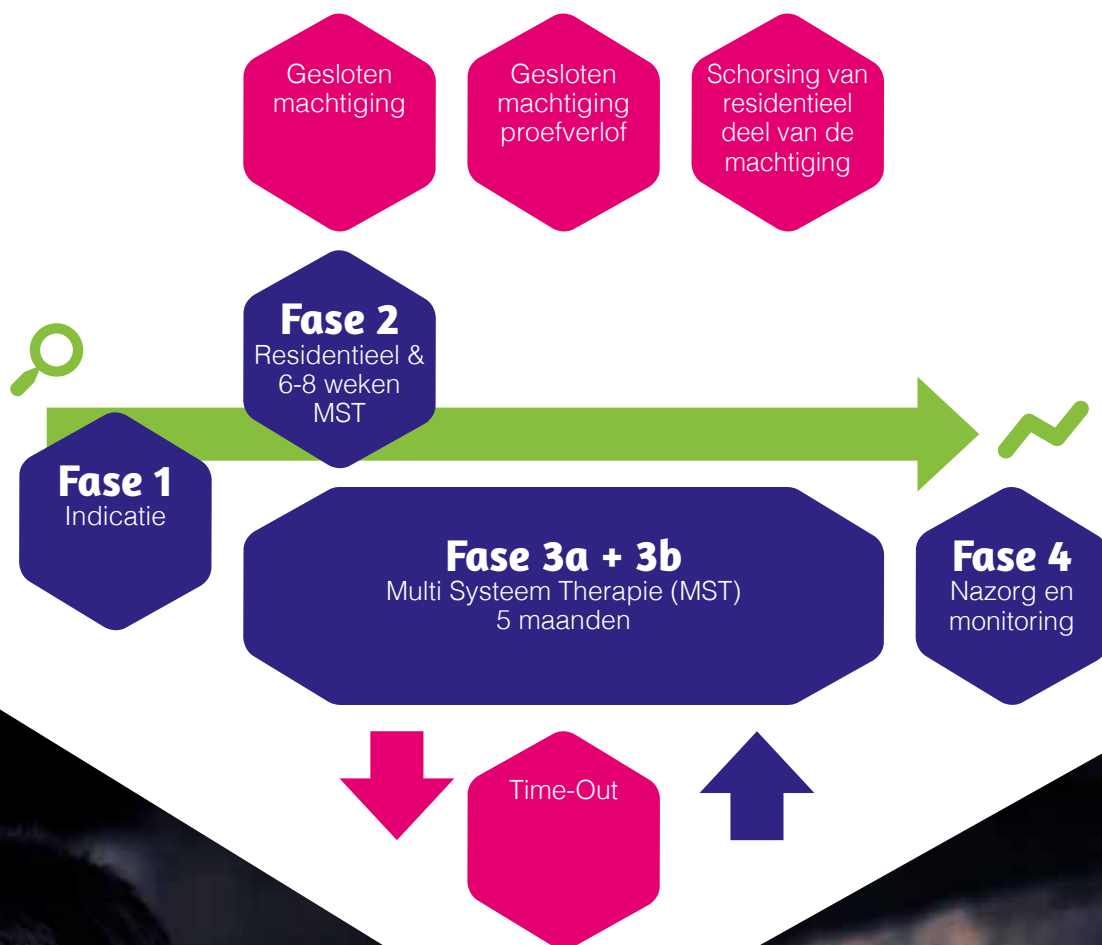 Gesloten
machtiging
Gesloten
machtiging
proefverlof
Schorsing van
residentieel
deel van de
machtiging
Fase 2
Residentieel &
6-8 weken
MST
Fase 1
Indicatie
Fase 3a + 3b
Multi Systeem Therapie (MST)
5 maanden
Fase 4
Nazorg en
monitoring
Time-Out